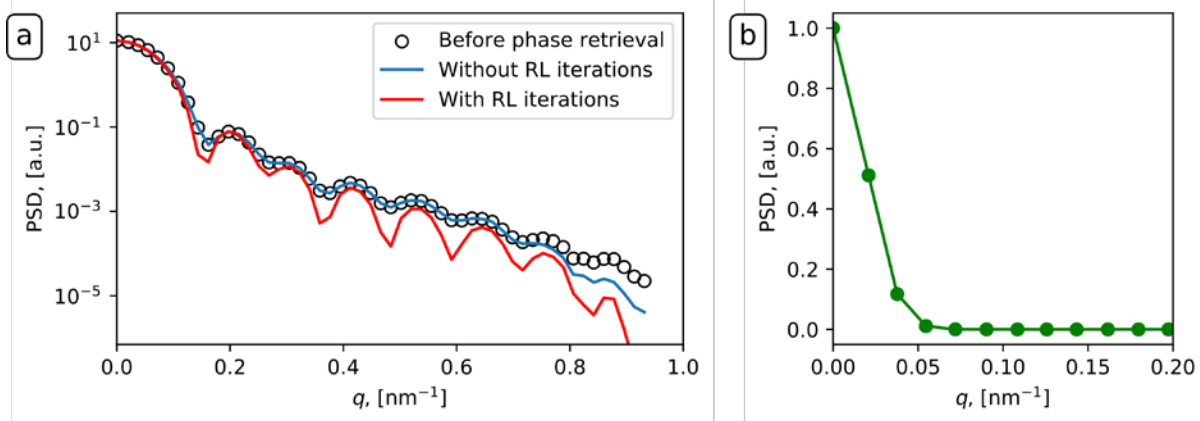 a
b
Before phase retrieval
Without RL iterations
With RL iterations
PSD, [a.u.]
10¹
10⁻¹
10⁻³
10⁻⁵
0.0 0.2 0.4 0.6 0.8 1.0
q, [nm⁻¹]
PSD, [a.u.]
1.0
0.8
0.6
0.4
0.2
0.0
0.00 0.05 0.10 0.15 0.20
q, [nm⁻¹]